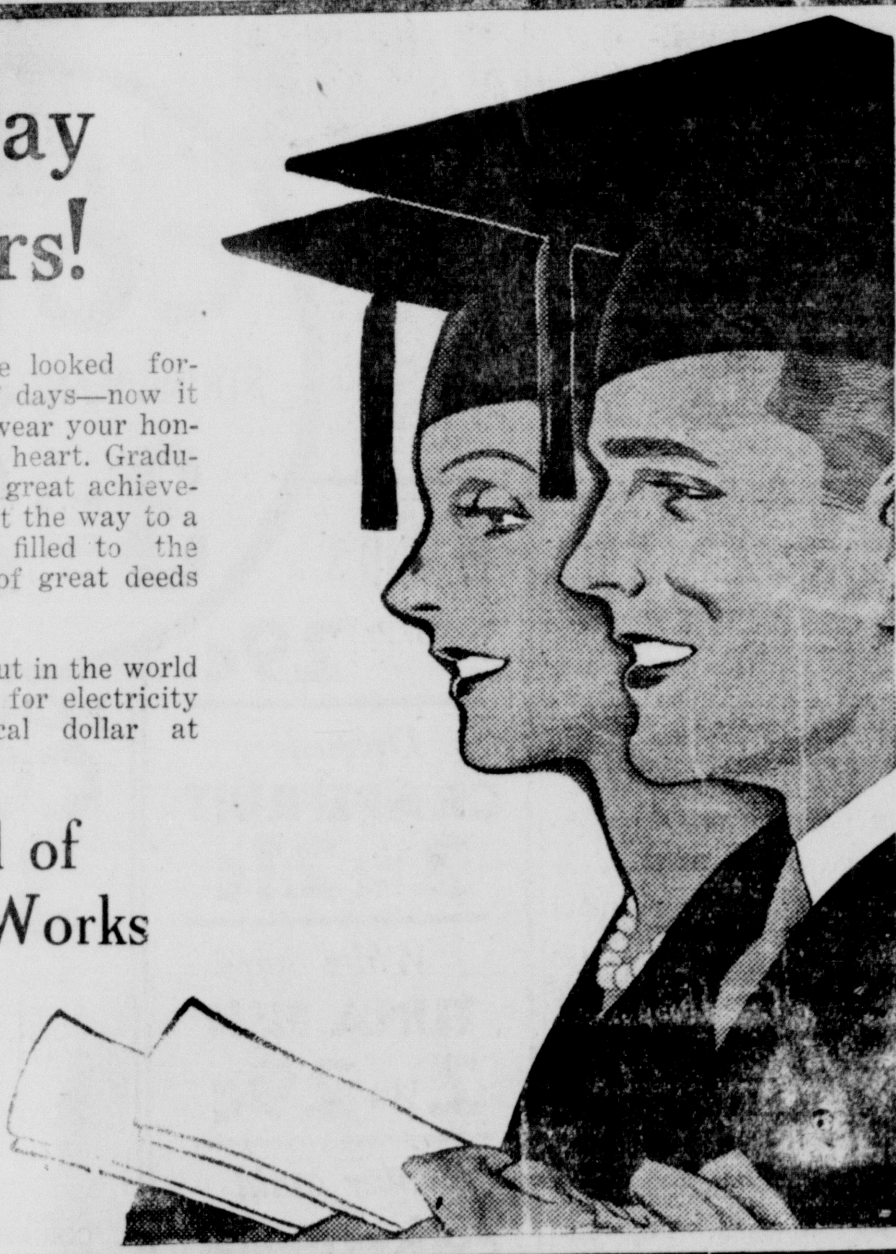 ay
rs!
e looked for-
days—now it
wear your hon-
heart. Gradu-
great achieve-
t the way to a
filled to the
of great deeds
ut in the world
for electricity
cal dollar at
l of
Works